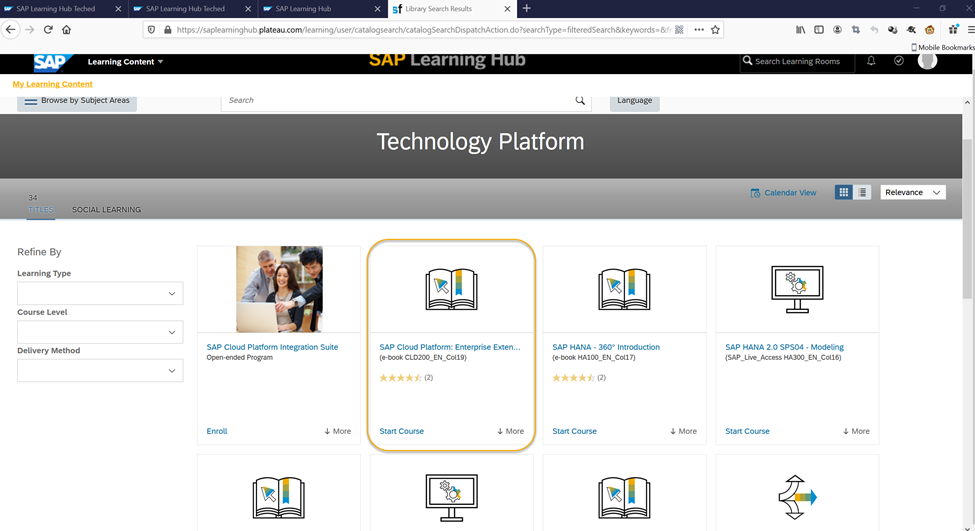 SAP Learning Hub Teched
SAP Learning Hub Teched
SAP Learning Hub
sf Library Search Results
https://saplearninghub.plateau.com/learning/user/catalogsearch/catalogSearchDispatchAction.do?searchType=filteredSearch&keywords=&fi
Mobile Bookmarks
SAP Learning Content SAP Learning Hub Search Learning Rooms
My Learning Content
Browse by Subject Areas Search Language
Technology Platform
34
TITLES SOCIAL LEARNING
Calendar View Relevance
Refine By
Learning Type
Course Level
Delivery Method
SAP Cloud Platform Integration Suite
Open-ended Program
Enroll More
SAP Cloud Platform: Enterprise Exten...
(e-book CLD200_EN_Col19)
(2)
Start Course More
SAP HANA - 360° Introduction
(e-book HA100_EN_Col17)
(2)
Start Course More
SAP HANA 2.0 SPS04 - Modeling
(SAP_Live_Access HA300_EN_Col16)
Start Course More